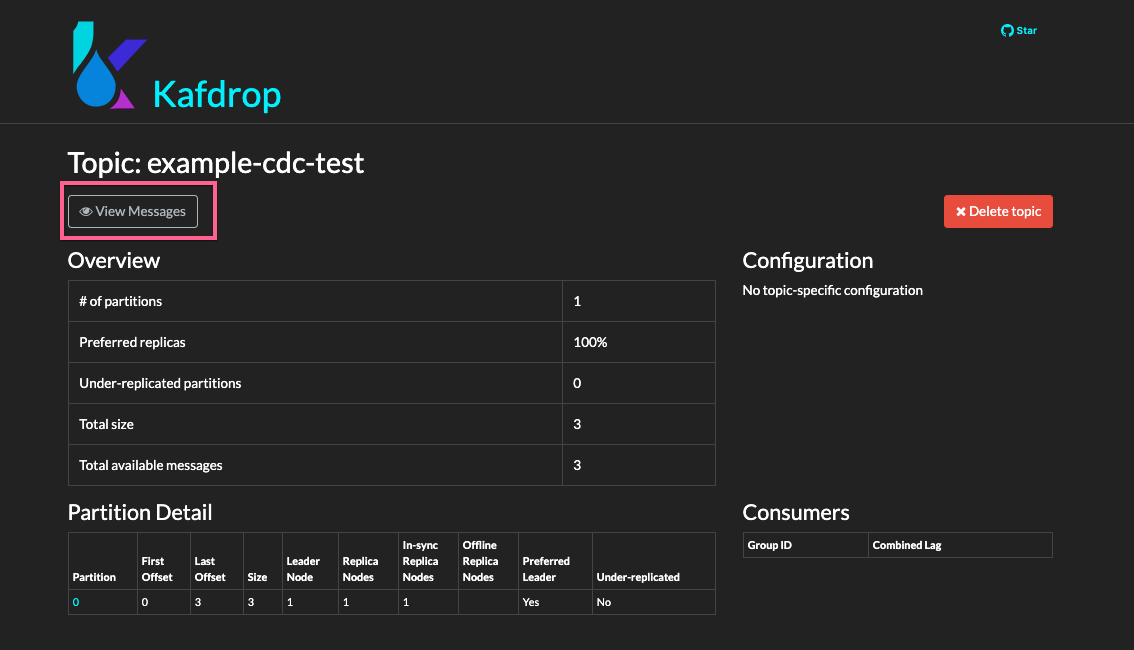 Star
Kafdrop
Topic: example-cdc-test
View Messages
Delete topic
Overview
# of partitions 1
Preferred replicas 100%
Under-replicated partitions 0
Total size 3
Total available messages 3
Configuration
No topic-specific configuration
Partition Detail
Partition First Offset Last Offset Size Leader Node Replica Nodes In-sync Replica Nodes Offline Replica Nodes Preferred Leader Under-replicated
0 0 3 3 1 1 1 Yes No
Consumers
Group ID Combined Lag